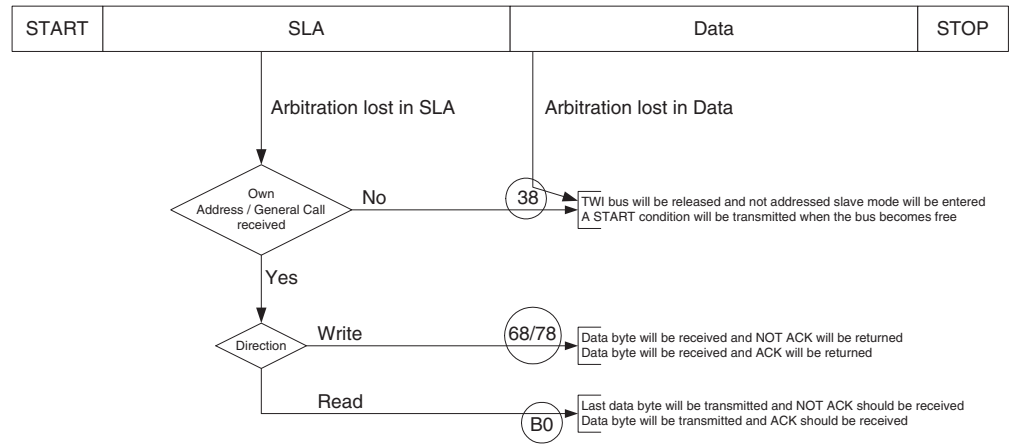 START SLA Data STOP
Arbitration lost in SLA Arbitration lost in Data
Own
Address / General Call
received
No
38
TWI bus will be released and not addressed slave mode will be entered
A START condition will be transmitted when the bus becomes free
Yes
Direction
Write
68/78
Data byte will be received and NOT ACK will be returned
Data byte will be received and ACK will be returned
Read
B0
Last data byte will be transmitted and NOT ACK should be received
Data byte will be transmitted and ACK should be received